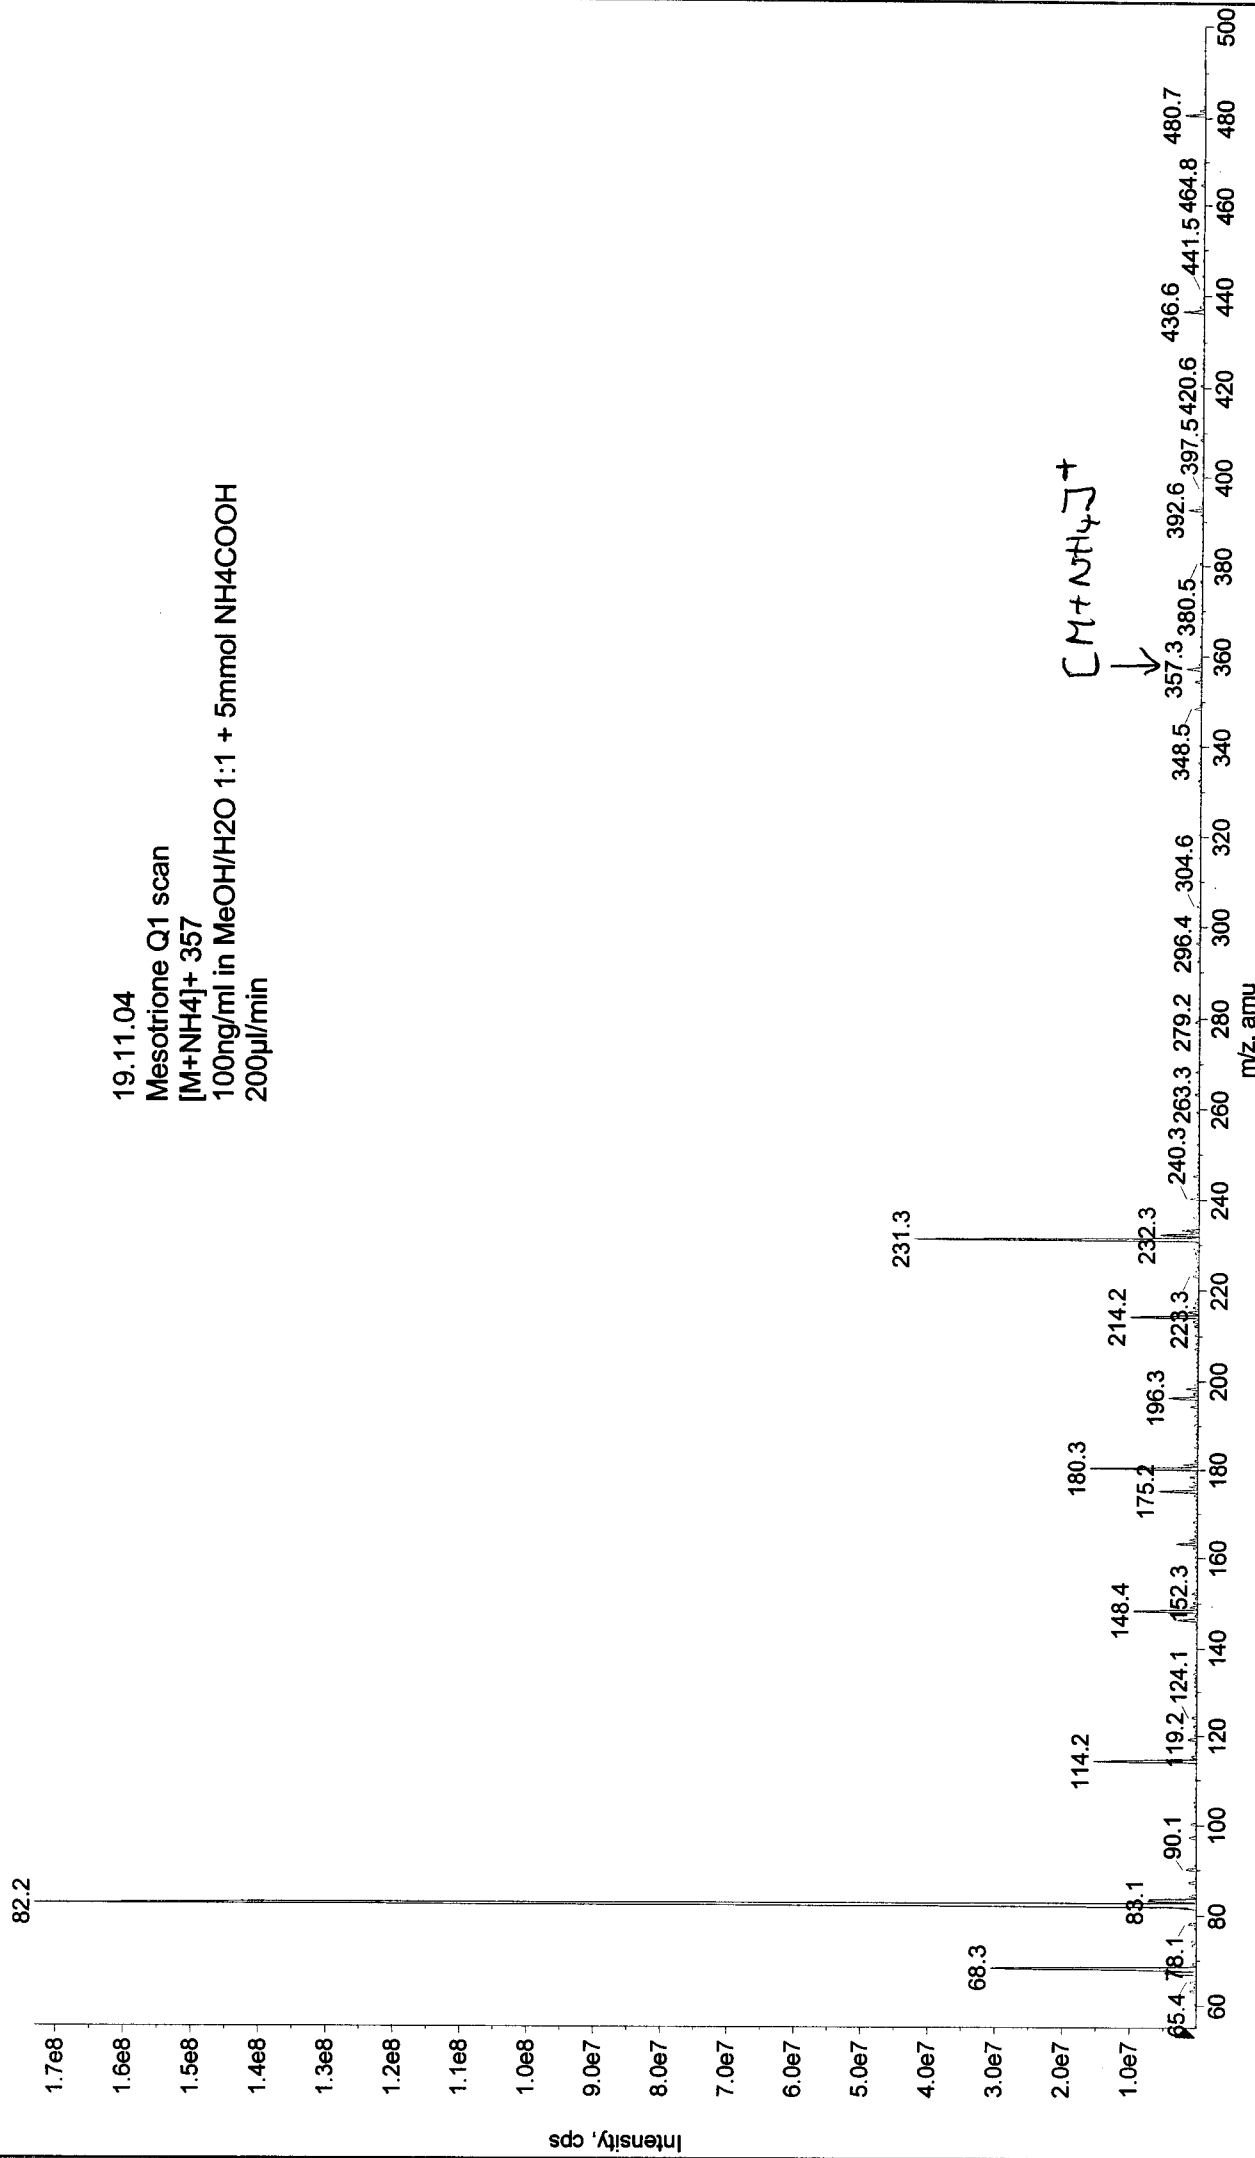 19.11.04
Mesotrione Q1 scan
[M+NH4]+ 357
100ng/ml in MeOH/H2O 1:1 + 5mmol NH4COOH
200µl/min
Intensity, cps
1.7e8
1.6e8
1.5e8
1.4e8
1.3e8
1.2e8
1.1e8
1.0e8
9.0e7
8.0e7
7.0e7
6.0e7
5.0e7
4.0e7
3.0e7
2.0e7
1.0e7
65.4
68.3
78.1
82.2
83.1
90.1
114.2
119.2
124.1
148.4
152.3
175.2
180.3
196.3
214.2
223.3
231.3
232.3
240.3
263.3
279.2
296.4
304.6
348.5
[M+NH4]+
357.3
380.5
392.6
397.5
420.6
436.6
441.5
464.8
480.7
60 80 100 120 140 160 180 200 220 240 260 280 300 320 340 360 380 400 420 440 460 480 500
m/z, amu